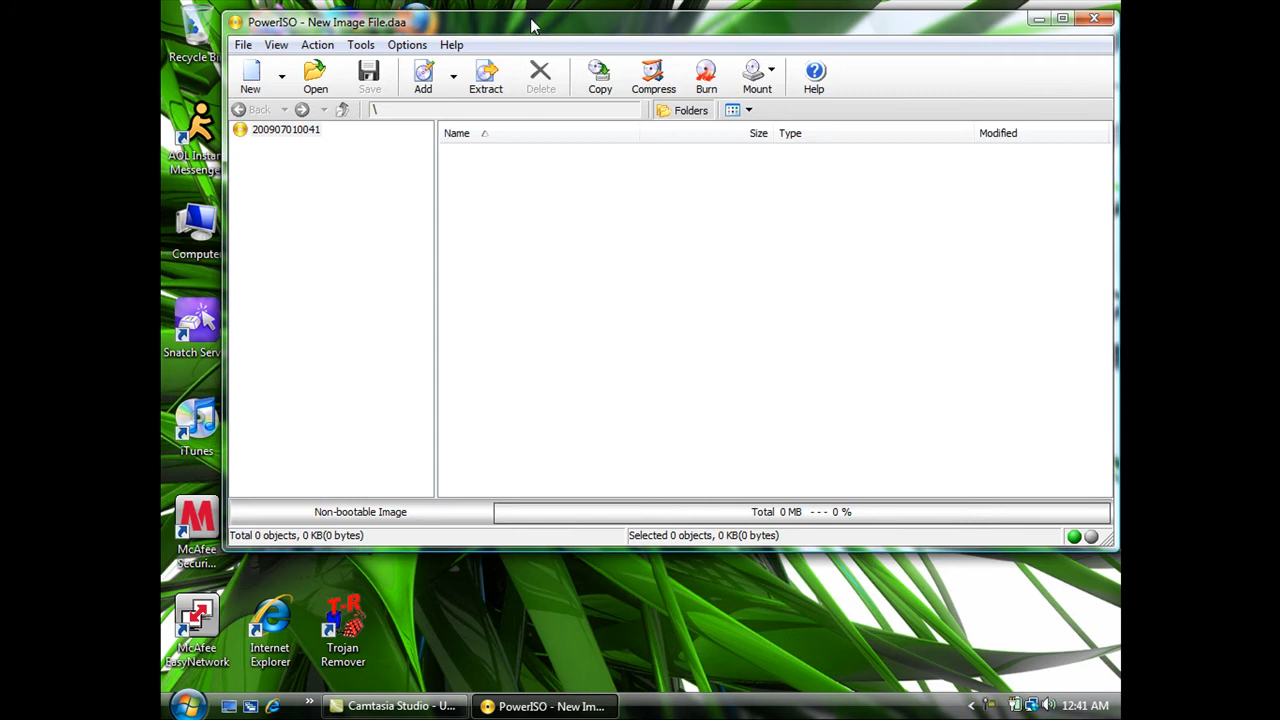 PowerISO - New Image File.daa
File View Action Tools Options Help
New Open Save Add Extract Delete Copy Compress Burn Mount Help
Back \ Folders
200907010041
Name Size Type Modified
Non-bootable Image Total 0 MB --- 0 %
Total 0 objects, 0 KB(0 bytes) Selected 0 objects, 0 KB(0 bytes)
Recycle Bi
AOL Instan
Messenge
Compute
Snatch Serv
iTunes
McAfee
Securi...
McAfee
EasyNetwork
Internet
Explorer
T-R
Trojan
Remover
» Camtasia Studio - U... PowerISO - New Im... < 12:41 AM